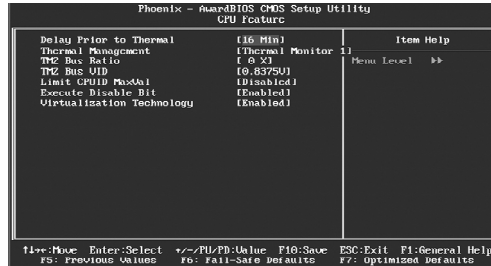 Phoenix - AwardBIOS CMOS Setup Utility
CPU Feature
Delay Prior to Thermal [16 Min] Item Help
Thermal Management [Thermal Monitor 1]
TM2 Bus Ratio [ 0 X] Menu Level ▶▶
TM2 Bus VID [0.8375V]
Limit CPUID MaxVal [Disabled]
Execute Disable Bit [Enabled]
Virtualization Technology [Enabled]
↑↓→←:Move Enter:Select +/-/PU/PD:Value F10:Save ESC:Exit F1:General Help
F5: Previous Values F6: Fail-Safe Defaults F7: Optimized Defaults